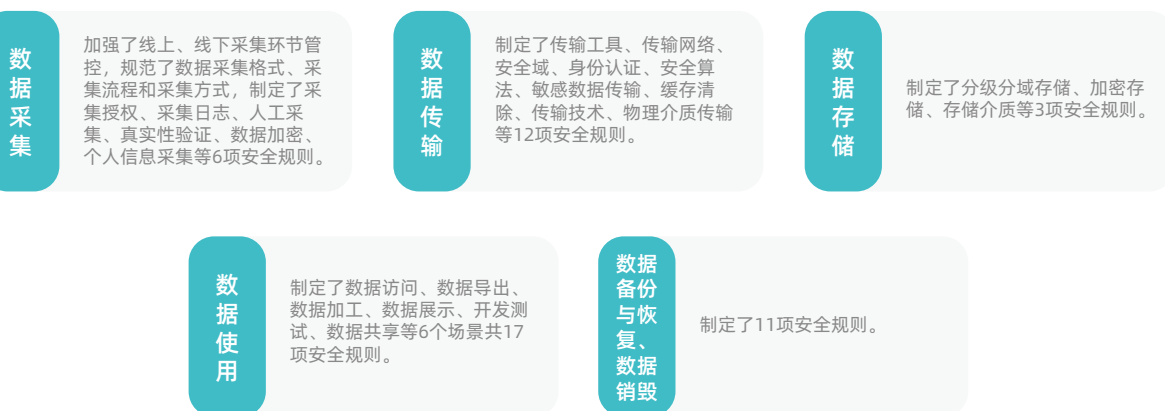 数
据
采
集
加强了线上、线下采集环节管
控，规范了数据采集格式、采
集流程和采集方式，制定了采
集授权、采集日志、人工采
集、真实性验证、数据加密、
个人信息采集等6项安全规则。
数
据
传
输
制定了传输工具、传输网络、
安全域、身份认证、安全算
法、敏感数据传输、缓存清
除、传输技术、物理介质传输
等12项安全规则。
数
据
存
储
制定了分级分域存储、加密存
储、存储介质等3项安全规则。
数
据
使
用
制定了数据访问、数据导出、
数据加工、数据展示、开发测
试、数据共享等6个场景共17
项安全规则。
数据
备份
与恢
复、
数据
销毁
制定了11项安全规则。